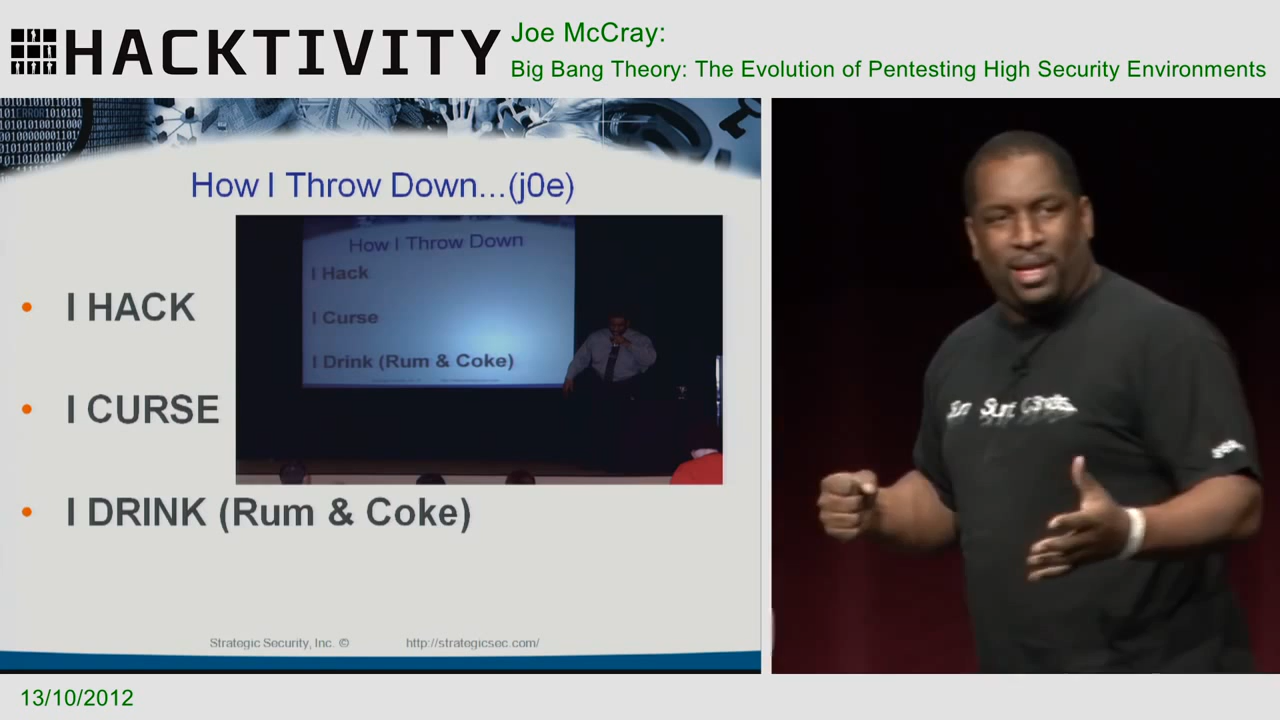 HACKTIVITY
Joe McCray:
Big Bang Theory: The Evolution of Pentesting High Security Environments
How I Throw Down...(j0e)
How I Throw Down
I Hack
I Curse
I Drink (Rum & Coke)
• I HACK
• I CURSE
• I DRINK (Rum & Coke)
Strategic Security, Inc. © http://strategicsec.com/
13/10/2012